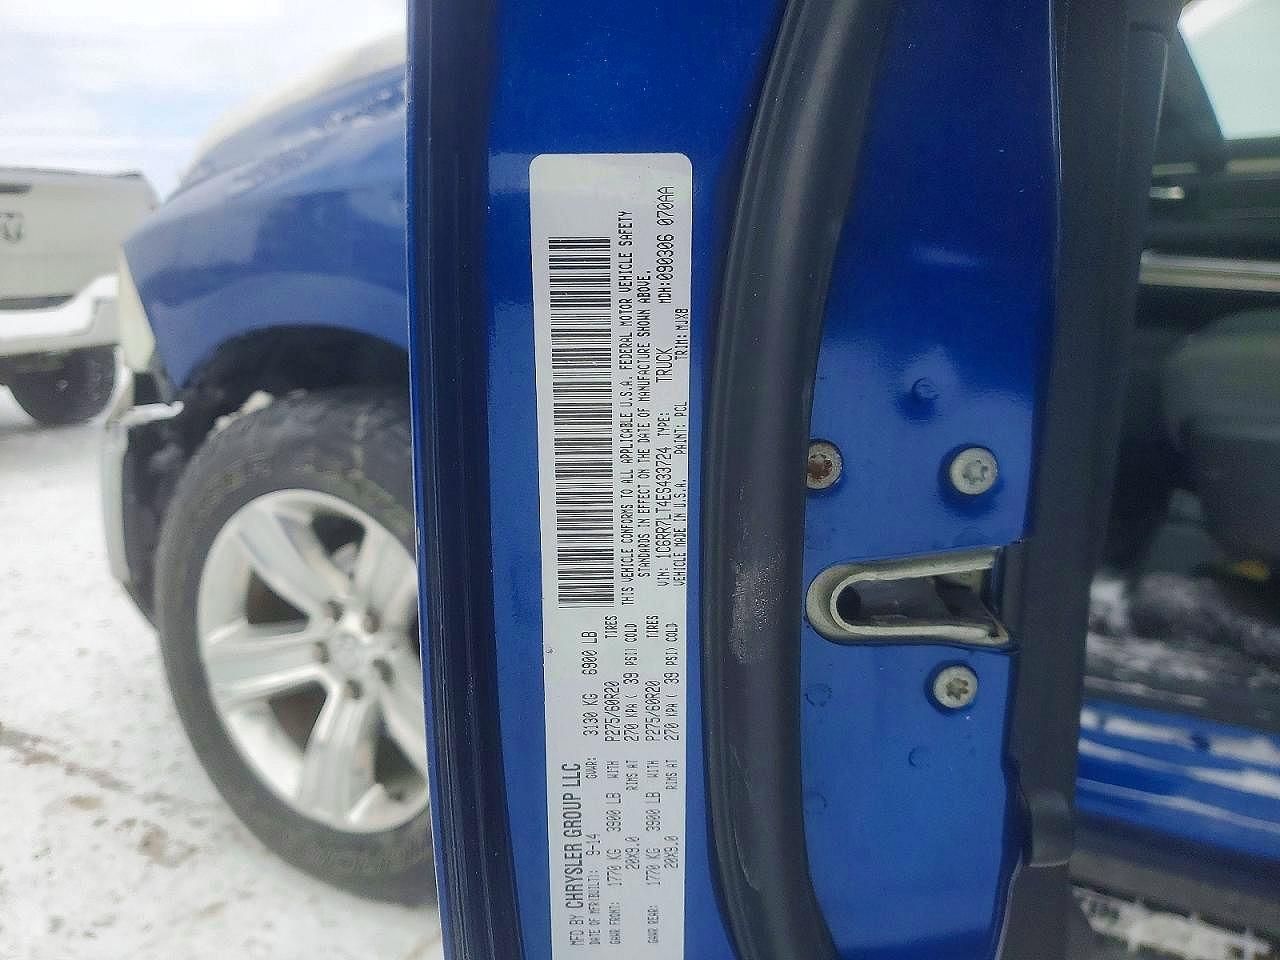 MFD BY CHRYSLER GROUP LLC
DATE OF MFR(BUILT): 9-14 GVWR: 3130 KG 6900 LB
GAWR FRONT: 1770 KG 3900 LB WITH P275/60R20 TIRES
20X9.0 RIMS AT 270 KPA ( 39 PSI) COLD
GAWR REAR: 1770 KG 3900 LB WITH P275/60R20 TIRES
20X9.0 RIMS AT 270 KPA ( 39 PSI) COLD
THIS VEHICLE CONFORMS TO ALL APPLICABLE U.S.A. FEDERAL MOTOR VEHICLE SAFETY
STANDARDS IN EFFECT ON THE DATE OF MANUFACTURE SHOWN ABOVE.
VIN: 1C6RR7LT4ES433724 TYPE: TRUCK MDH:090306 070AA
VEHICLE MADE IN U.S.A. PAINT: PCL TRIM: MJX8